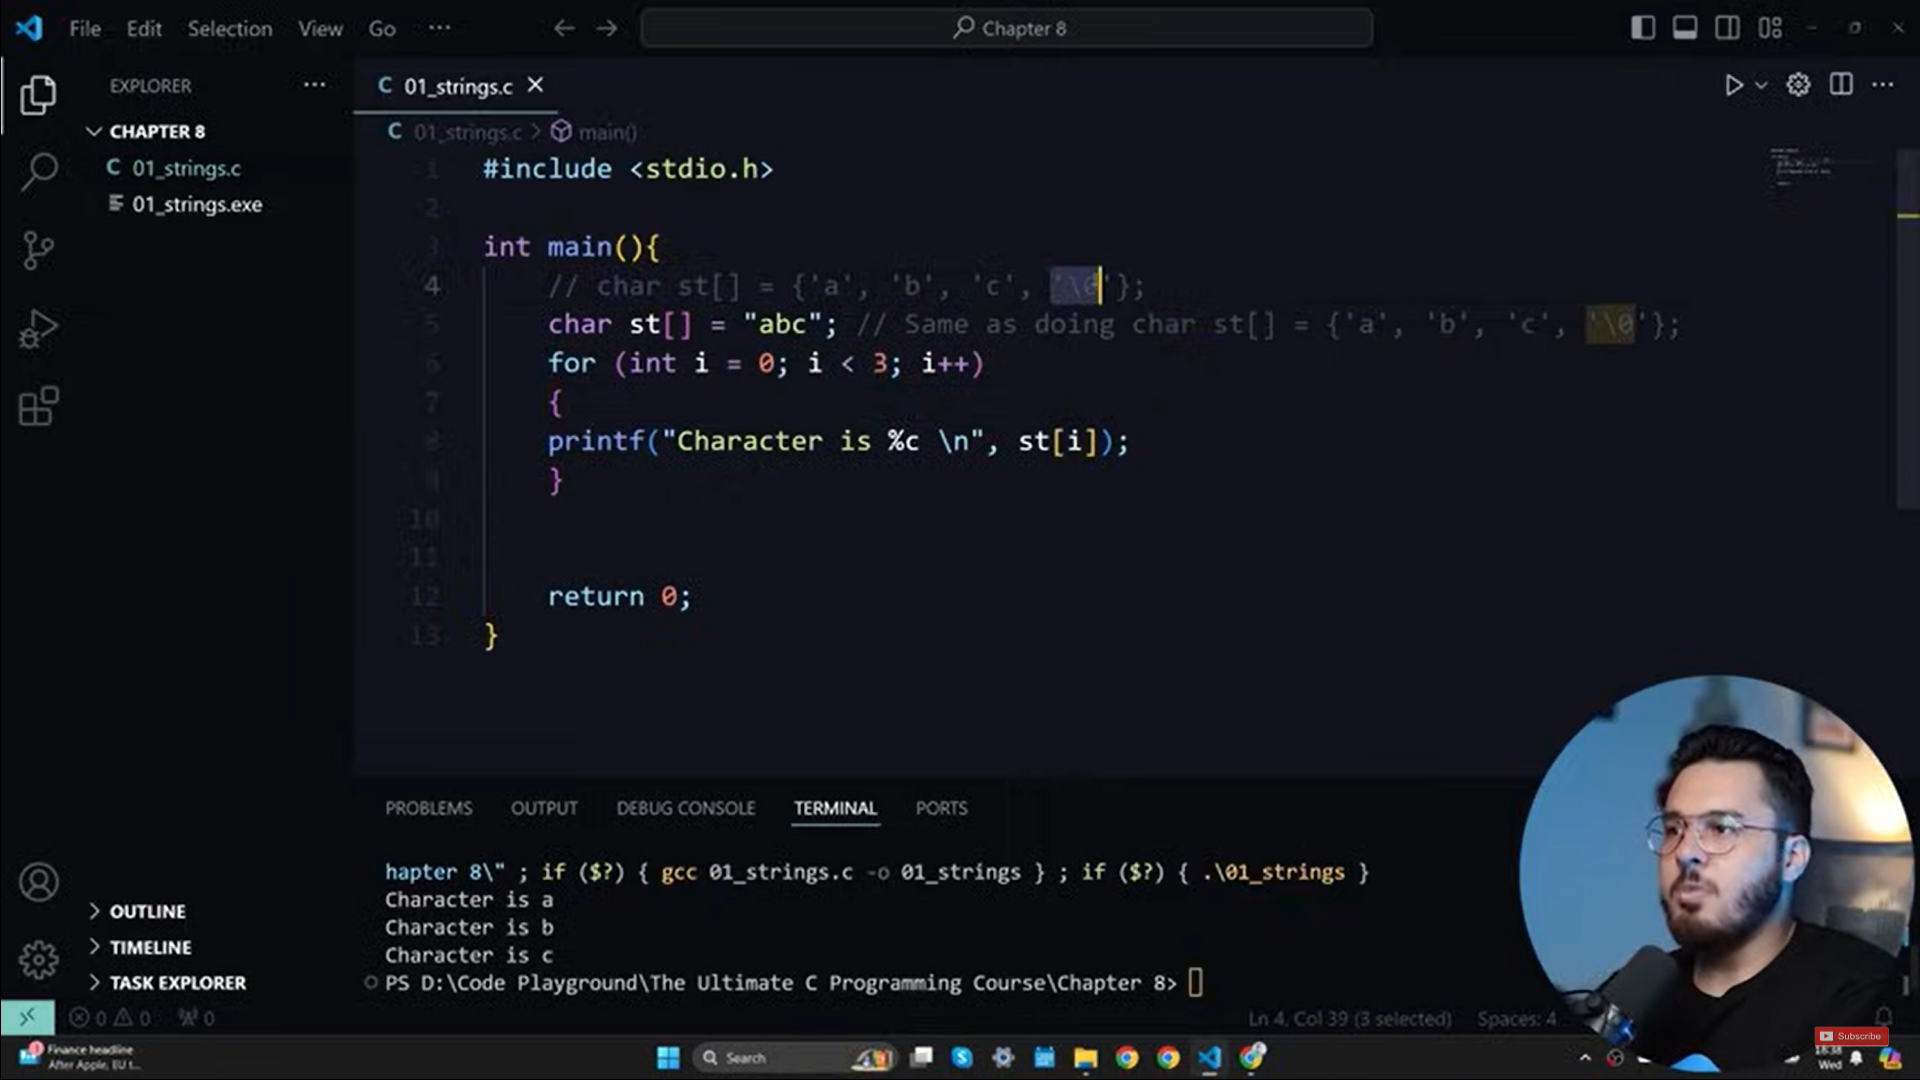 File Edit Selection View Go ··· Chapter 8
EXPLORER ···
CHAPTER 8
C 01_strings.c
01_strings.exe
C 01_strings.c
C 01_strings.c > main()
1 #include <stdio.h>
2
3 int main(){
4 // char st[] = {'a', 'b', 'c', '\0'};
5 char st[] = "abc"; // Same as doing char st[] = {'a', 'b', 'c', '\0'};
6 for (int i = 0; i < 3; i++)
7 {
8 printf("Character is %c \n", st[i]);
9 }
10
11
12 return 0;
13 }
PROBLEMS OUTPUT DEBUG CONSOLE TERMINAL PORTS
hapter 8\" ; if ($?) { gcc 01_strings.c -o 01_strings } ; if ($?) { .\01_strings }
Character is a
Character is b
Character is c
PS D:\Code Playground\The Ultimate C Programming Course\Chapter 8>
OUTLINE
TIMELINE
TASK EXPLORER
0 0 0 Ln 4, Col 39 (3 selected) Spaces: 4
Finance headline
After Apple, EU t...
Search
Subscribe
Wed